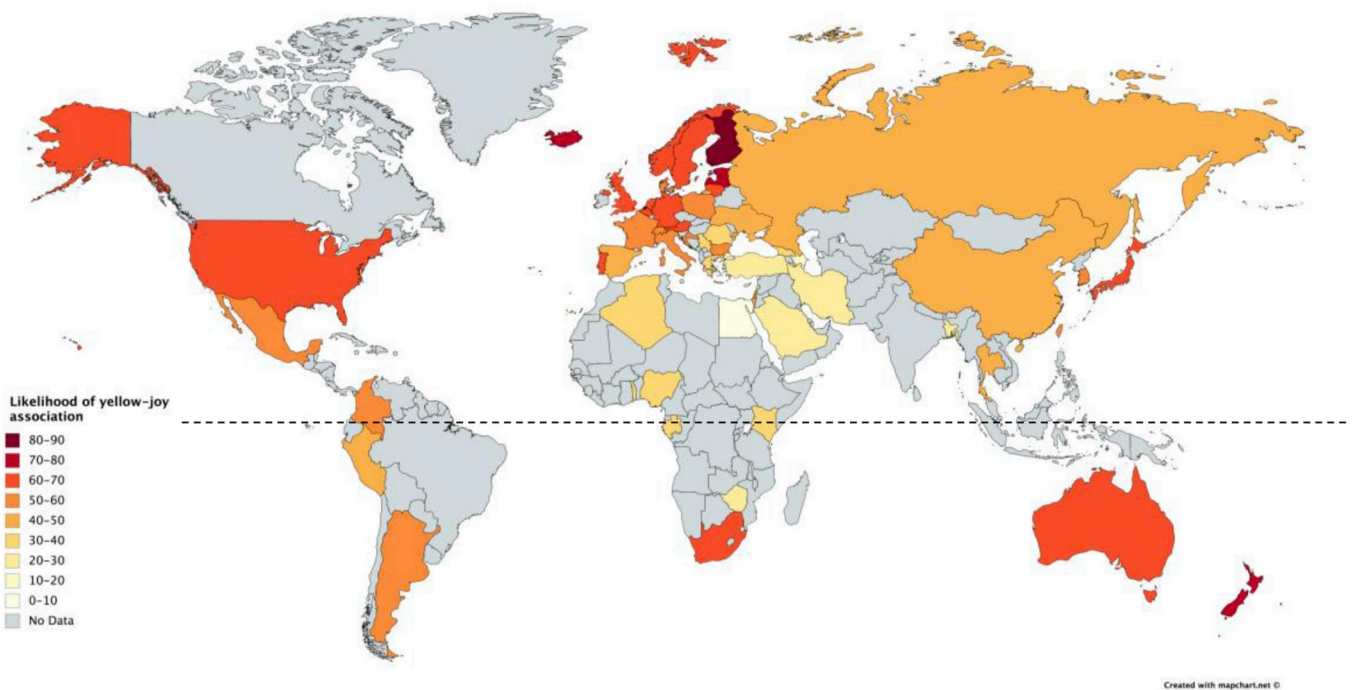 Likelihood of yellow-joy
association
80-90
70-80
60-70
50-60
40-50
30-40
20-30
10-20
0-10
No Data
Created with mapchart.net ©